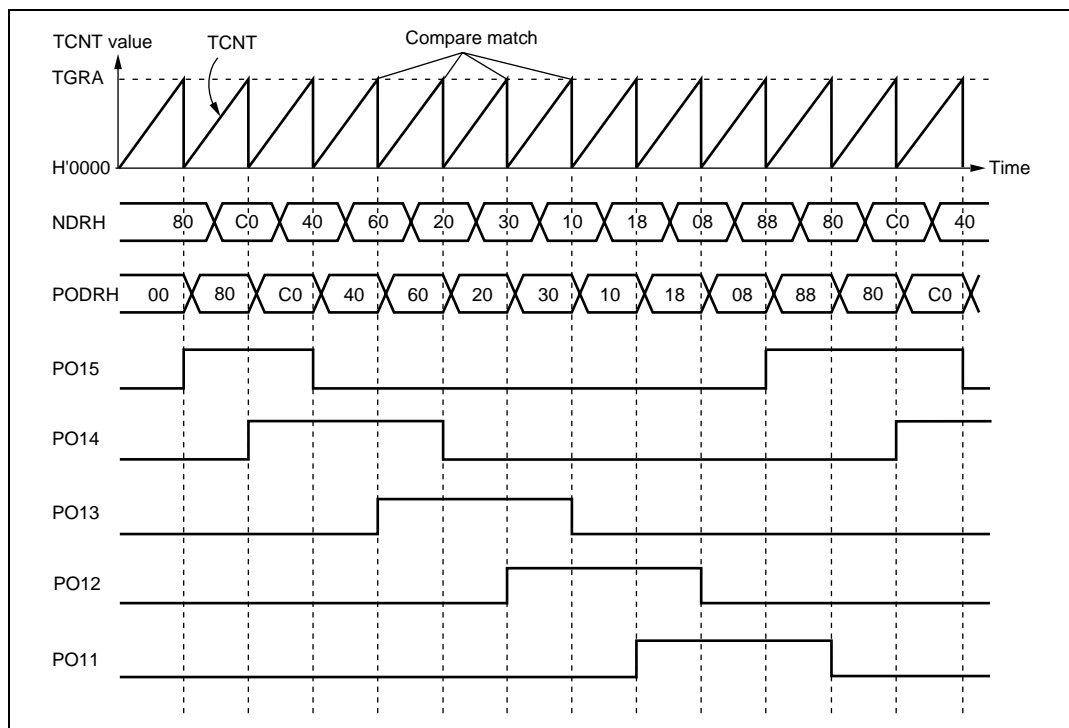 TCNT value TCNT Compare match
TGRA
H'0000 Time
NDRH 80 C0 40 60 20 30 10 18 08 88 80 C0 40
PODRH 00 80 C0 40 60 20 30 10 18 08 88 80 C0
PO15
PO14
PO13
PO12
PO11